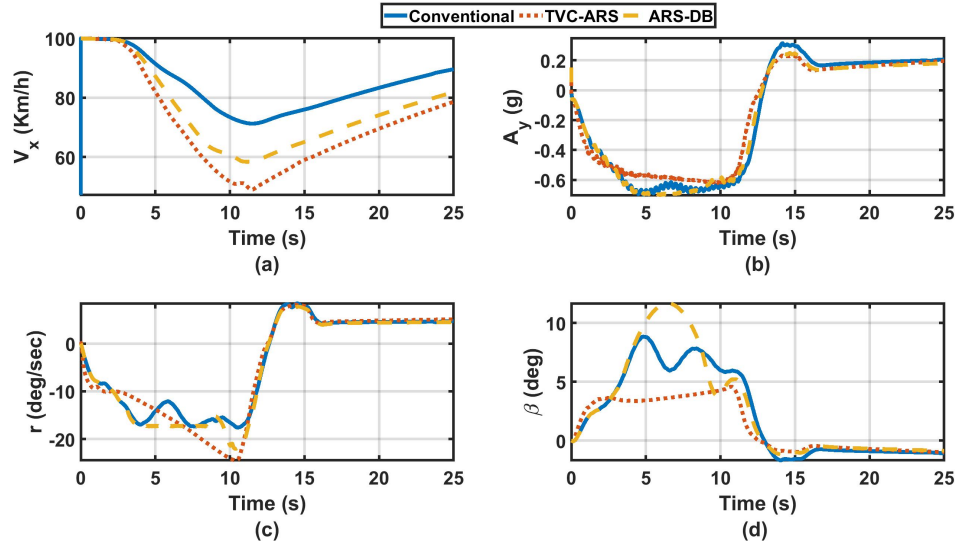 Conventional TVC-ARS ARS-DB
100
80
60
V_x (Km/h)
0 5 10 15 20 25
Time (s)
(a)
0.2
0
-0.2
-0.4
-0.6
A_y (g)
0 5 10 15 20 25
Time (s)
(b)
0
-10
-20
r (deg/sec)
0 5 10 15 20 25
Time (s)
(c)
10
5
0
β (deg)
0 5 10 15 20 25
Time (s)
(d)